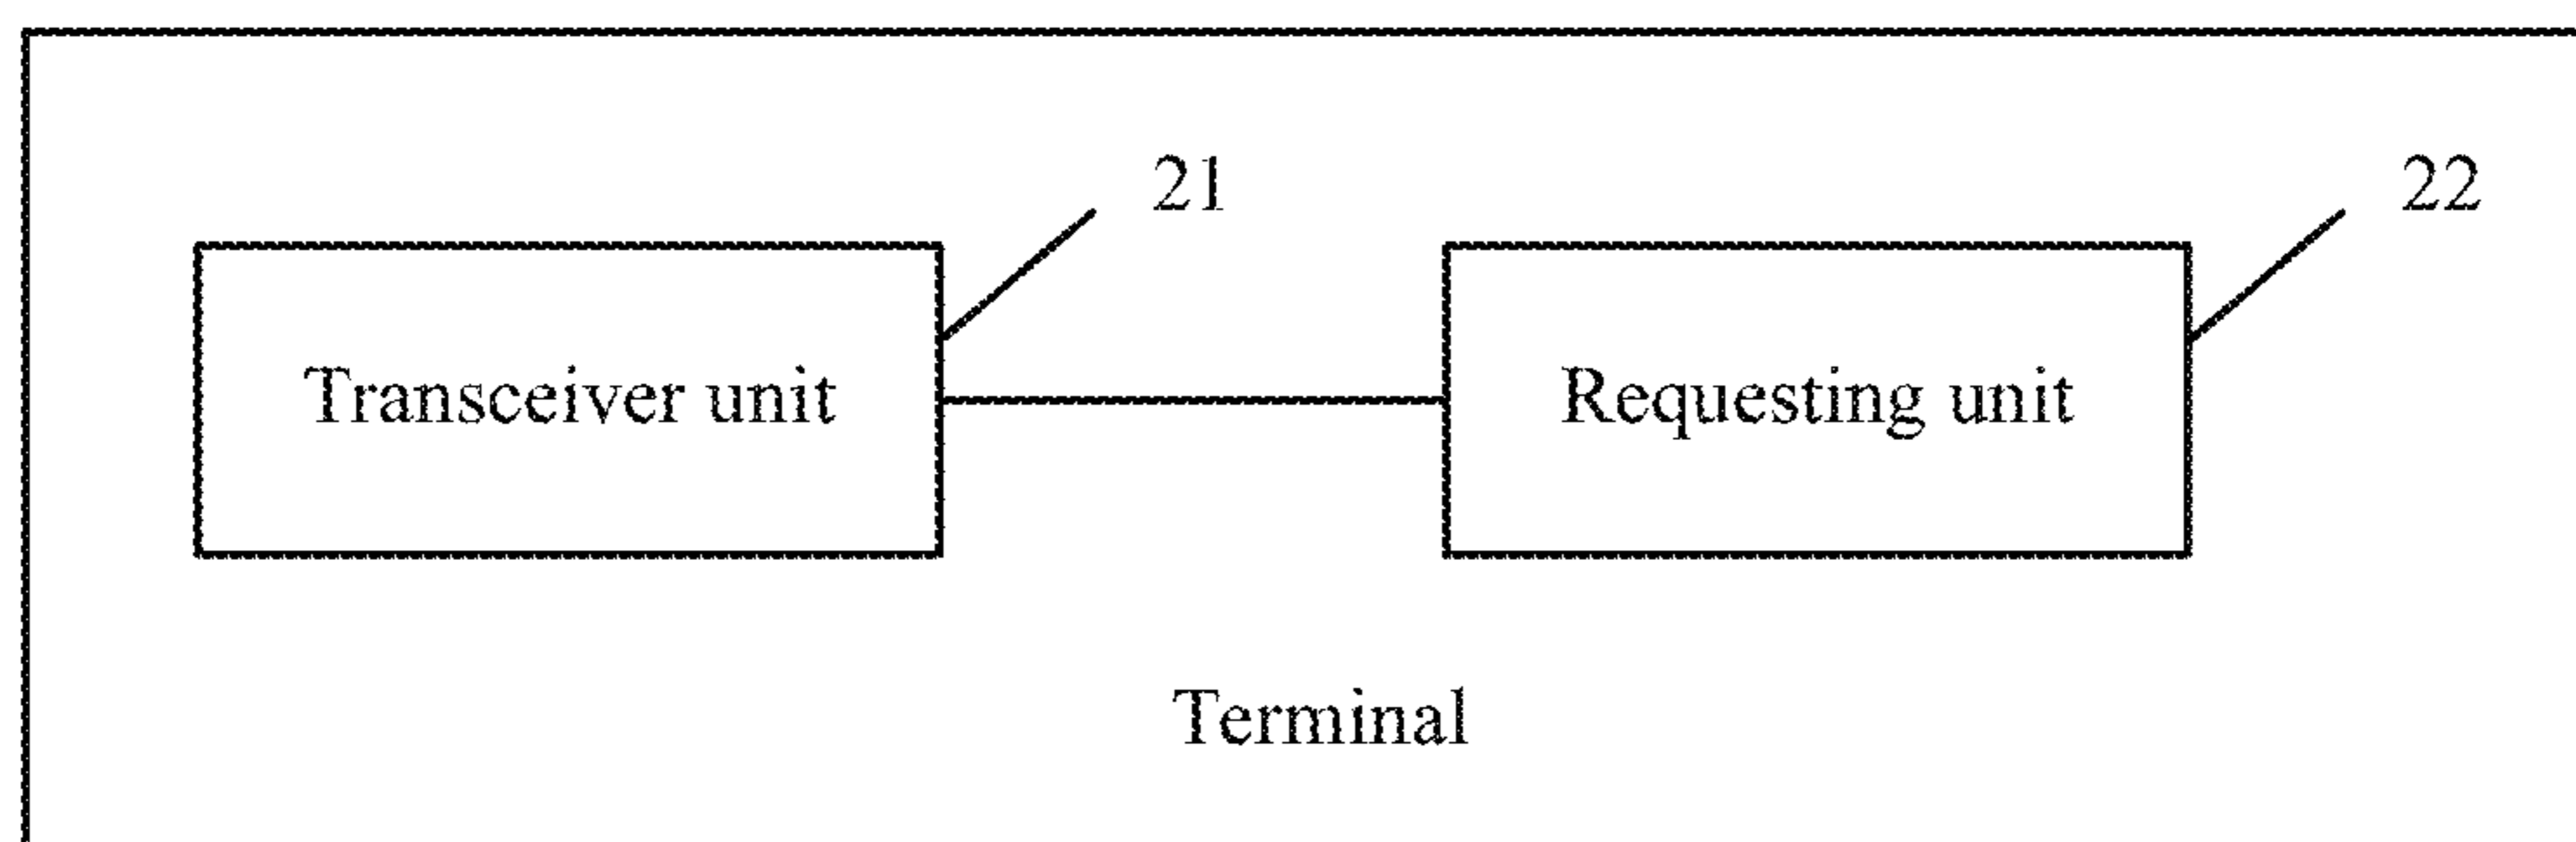 21
22
Transceiver unit
Requesting unit
Terminal